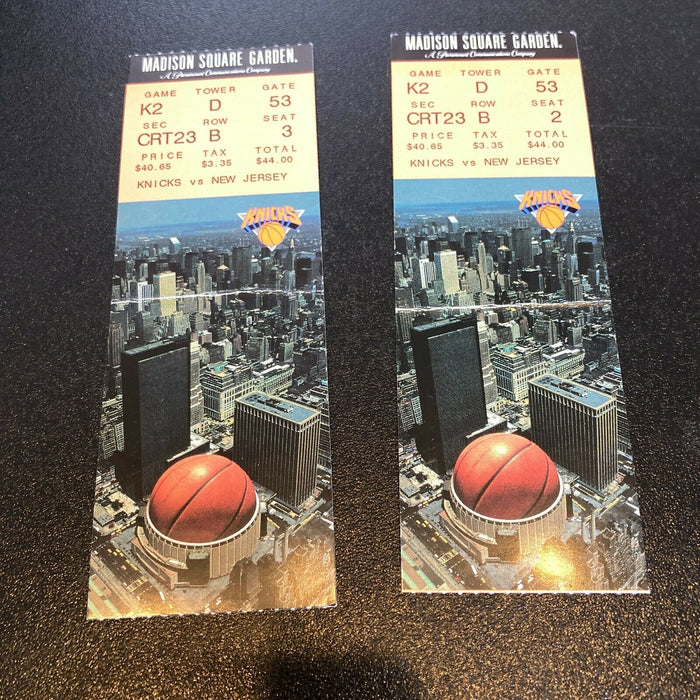 MADISON SQUARE GARDEN.
A Paramount Communications Company
GAME TOWER GATE
K2 D 53
SEC ROW SEAT
CRT23 B 3
PRICE TAX TOTAL
$40.65 $3.35 $44.00
KNICKS vs NEW JERSEY
KNICKS
MADISON SQUARE GARDEN.
A Paramount Communications Company
GAME TOWER GATE
K2 D 53
SEC ROW SEAT
CRT23 B 2
PRICE TAX TOTAL
$40.65 $3.35 $44.00
KNICKS vs NEW JERSEY
KNICKS